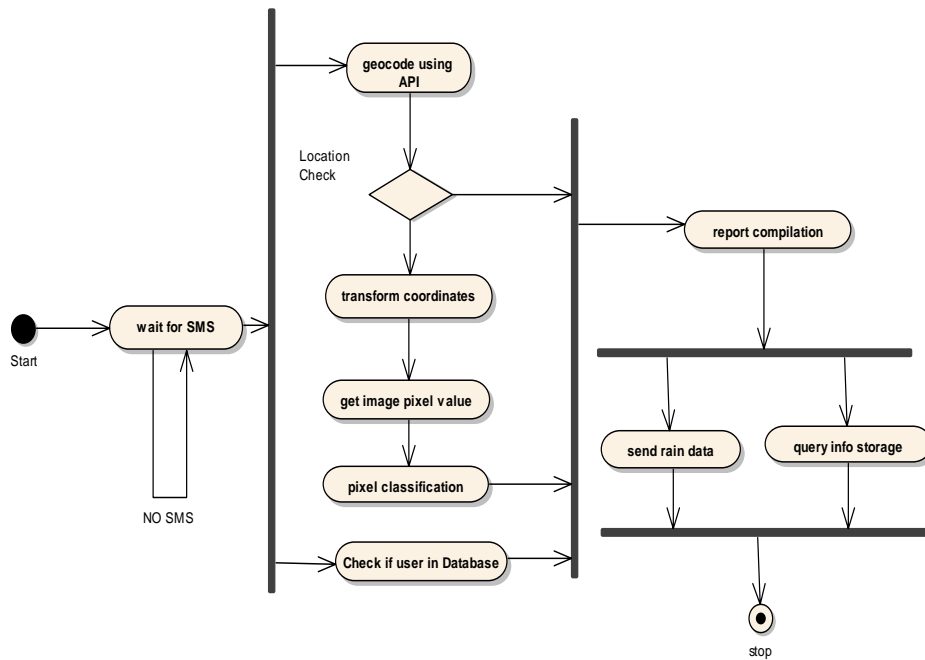 geocode using
API
Location
Check
report compilation
transform coordinates
wait for SMS
Start
get image pixel value
send rain data
query info storage
pixel classification
NO SMS
Check if user in Database
stop